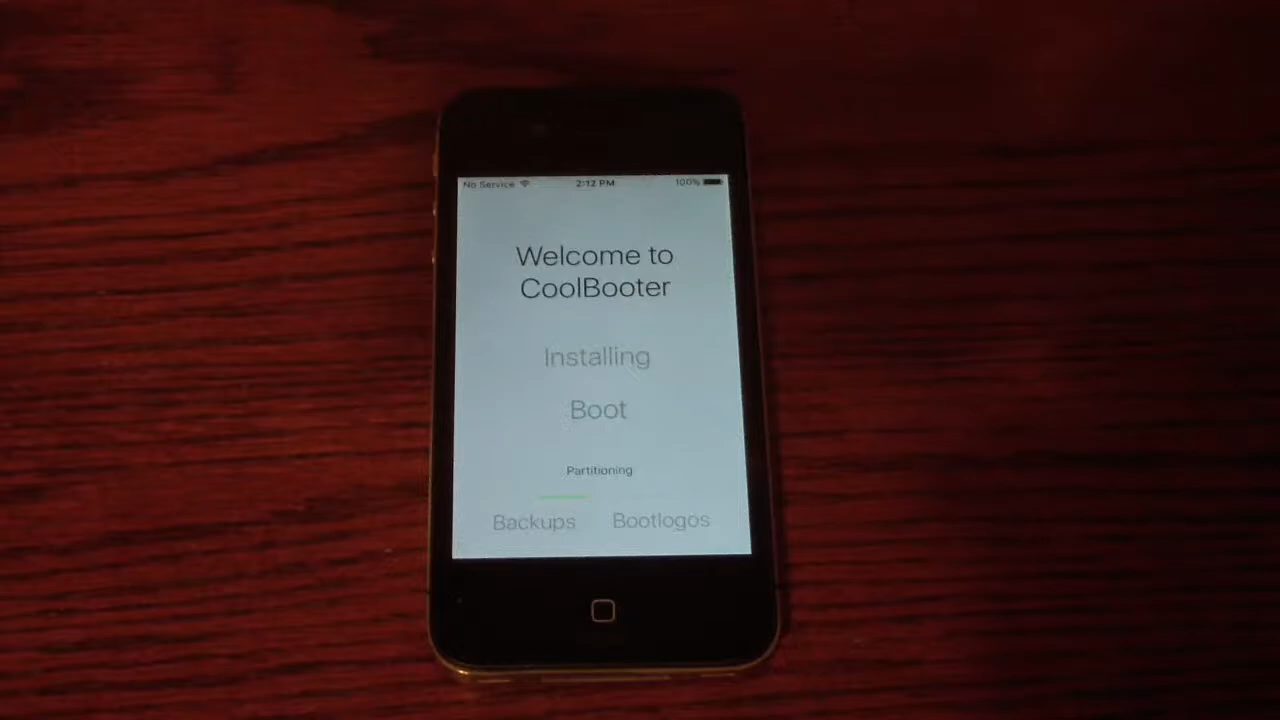 No Service 2:12 PM 100%
Welcome to
CoolBooter
Installing
Boot
Partitioning
Backups Bootlogos